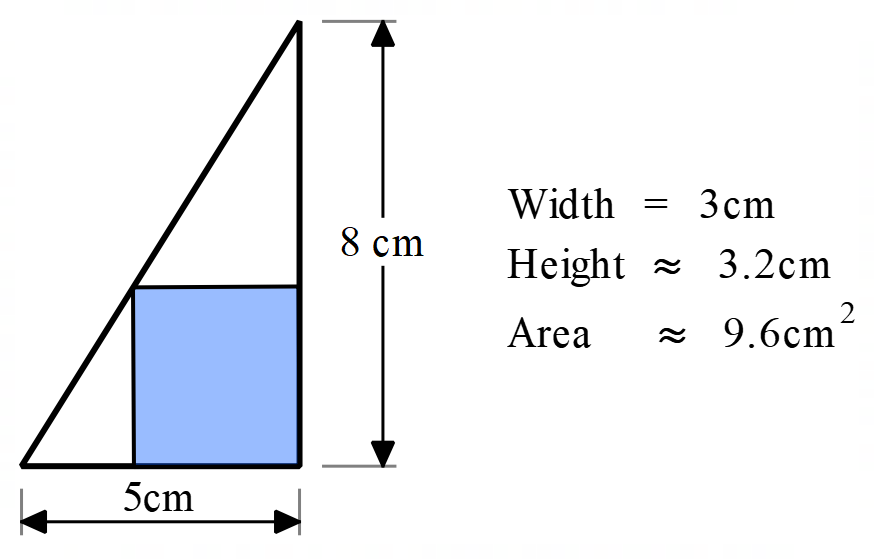 8 cm
Width = 3cm
Height ≈ 3.2cm
Area ≈ 9.6cm²
5cm